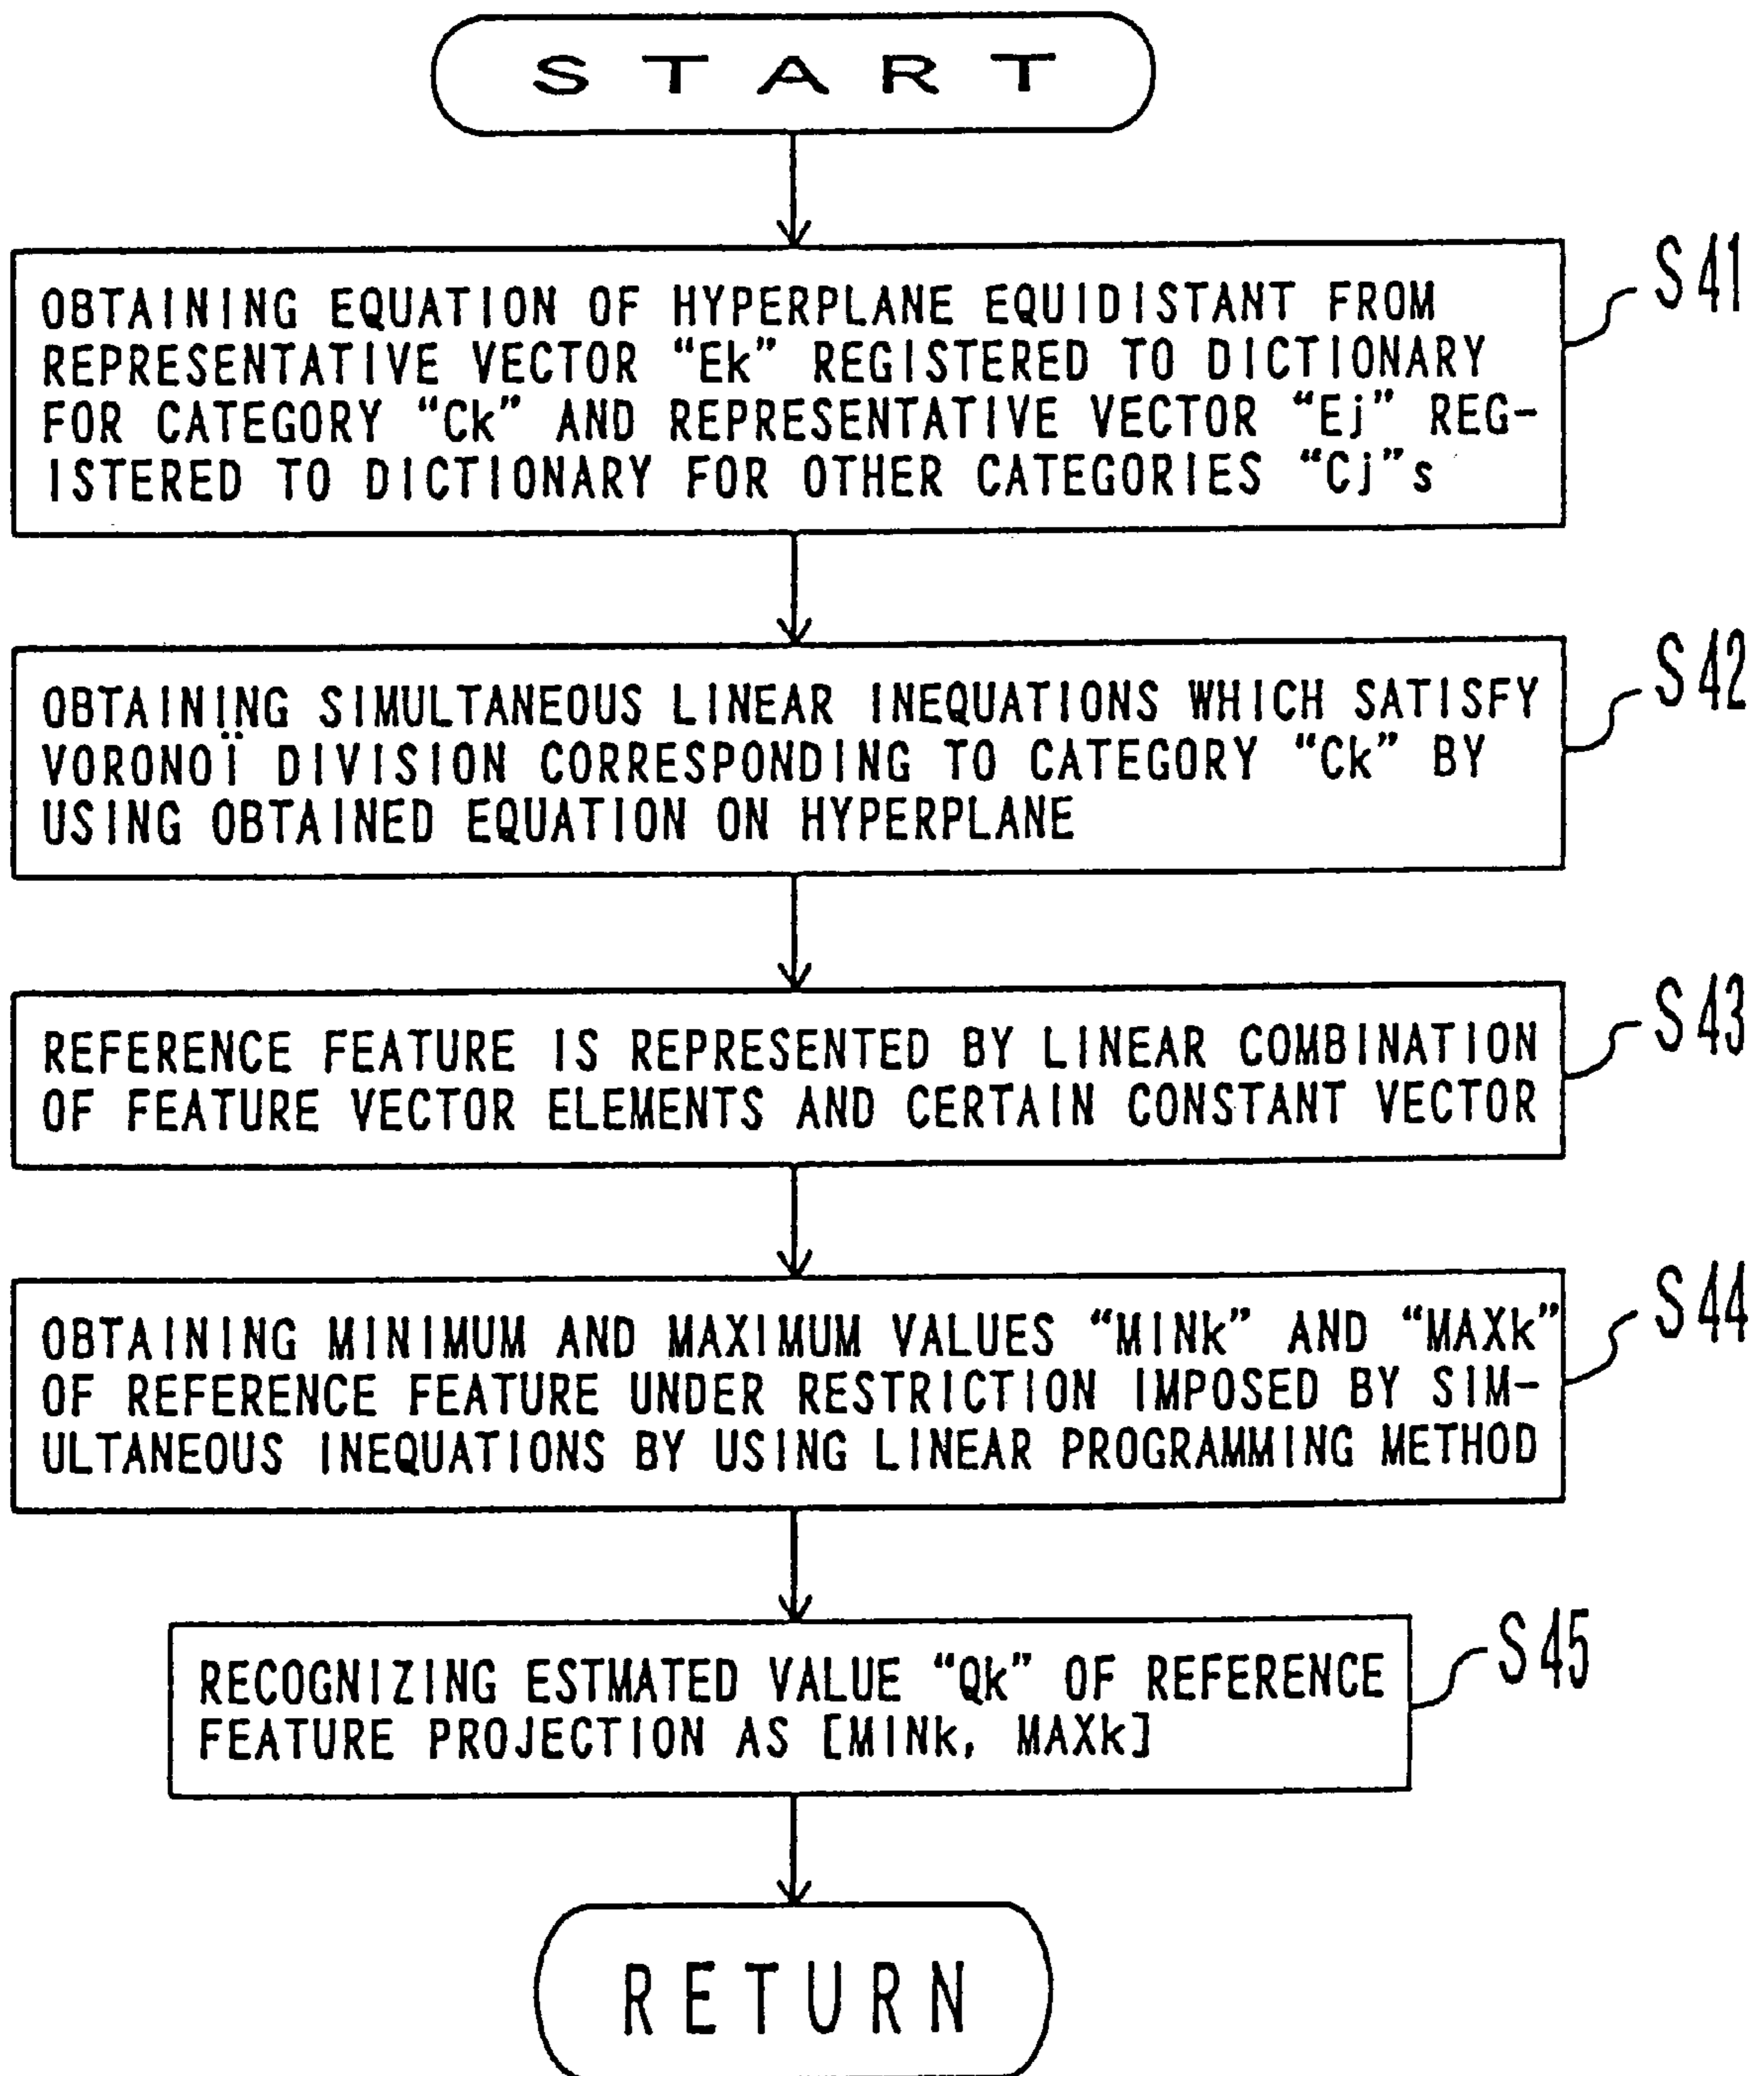 START
OBTAINING EQUATION OF HYPERPLANE EQUIDISTANT FROM
REPRESENTATIVE VECTOR “Ek” REGISTERED TO DICTIONARY
FOR CATEGORY “Ck” AND REPRESENTATIVE VECTOR “Ej” REG-
ISTERED TO DICTIONARY FOR OTHER CATEGORIES “Cj”s
S41
OBTAINING SIMULTANEOUS LINEAR INEQUATIONS WHICH SATISFY
VORONOÏ DIVISION CORRESPONDING TO CATEGORY “Ck” BY
USING OBTAINED EQUATION ON HYPERPLANE
S42
REFERENCE FEATURE IS REPRESENTED BY LINEAR COMBINATION
OF FEATURE VECTOR ELEMENTS AND CERTAIN CONSTANT VECTOR
S43
OBTAINING MINIMUM AND MAXIMUM VALUES “MINk” AND “MAXk”
OF REFERENCE FEATURE UNDER RESTRICTION IMPOSED BY SIM-
ULTANEOUS INEQUATIONS BY USING LINEAR PROGRAMMING METHOD
S44
RECOGNIZING ESTMATED VALUE “Qk” OF REFERENCE
FEATURE PROJECTION AS [MINk, MAXk]
S45
RETURN